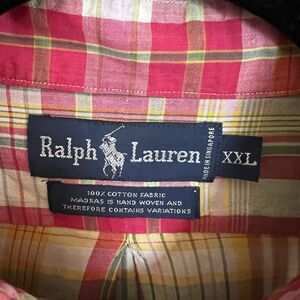 Ralph Lauren
MADE IN SINGAPORE
XXL
100% COTTON FABRIC
MADRAS IS HAND WOVEN AND
THEREFORE CONTAINS VARIATIONS